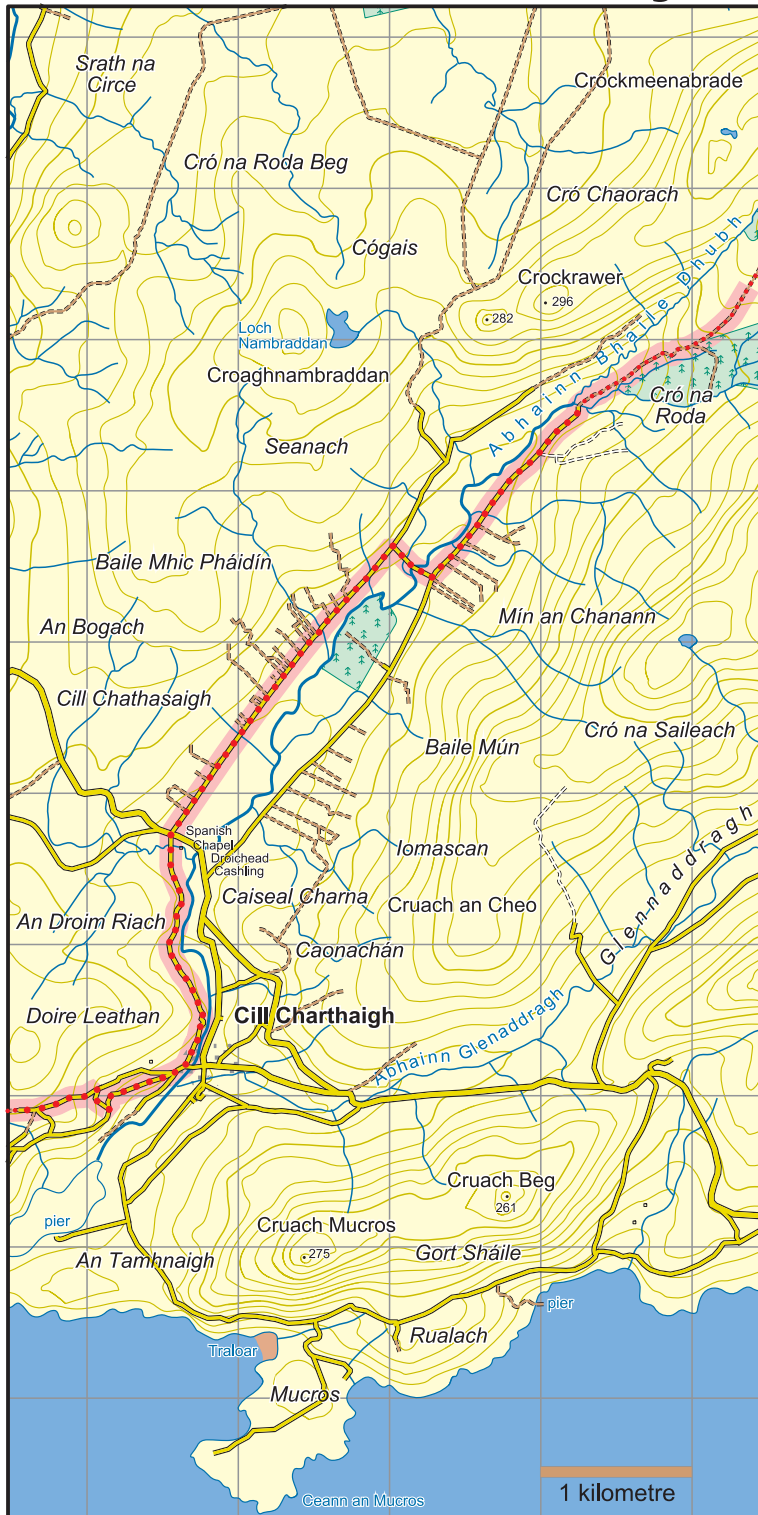 g
Srath na
Circe
Crockmeenabrade
Cró na Roda Beg
Cró Chaorach
Cógais
Abhainn Bhaile Dhubh
Crockrawer
296
282
Loch
Nambraddan
Croaghnambraddan
Cró na
Roda
Seanach
Baile Mhic Pháidín
An Bogach
Mín an Chanann
Cill Chathasaigh
Cró na Saileach
Baile Mún
Spanish
Chapel
Droichead
Cashling
Iomascan
Glennaddragh
Caiseal Charna
Cruach an Cheo
An Droim Riach
Caonachán
Doire Leathan
Cill Charthaigh
Abhainn Glenaddragh
Cruach Beg
261
pier
Cruach Mucros
275
Gort Sháile
An Tamhnaigh
pier
Rualach
Traloar
Mucros
1 kilometre
Ceann an Mucros